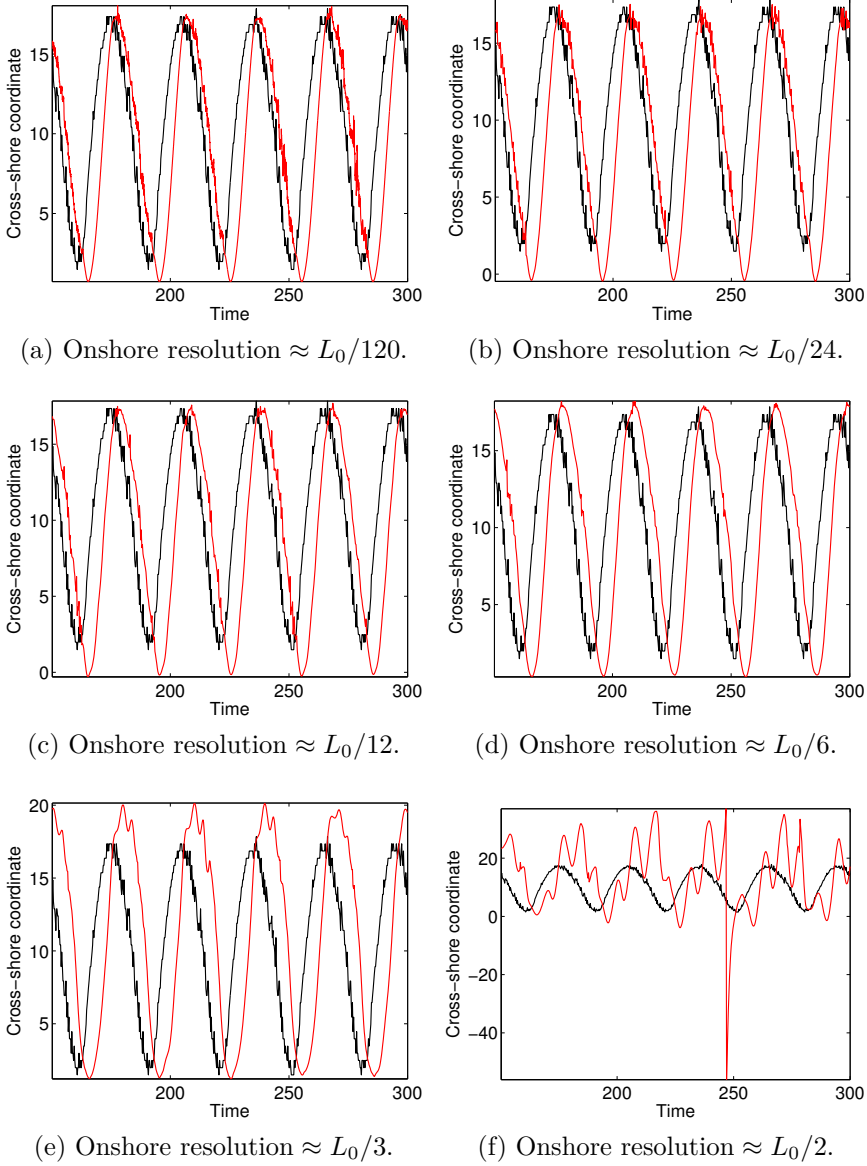 15
10
5
Cross-shore coordinate
200
250
300
Time
(a) Onshore resolution ≈ L₀/120.
15
10
5
0
Cross-shore coordinate
200
250
300
Time
(b) Onshore resolution ≈ L₀/24.
15
10
5
0
Cross-shore coordinate
200
250
300
Time
(c) Onshore resolution ≈ L₀/12.
15
10
5
Cross-shore coordinate
200
250
300
Time
(d) Onshore resolution ≈ L₀/6.
20
15
10
5
Cross-shore coordinate
200
250
300
Time
(e) Onshore resolution ≈ L₀/3.
20
0
−20
−40
Cross-shore coordinate
200
250
300
Time
(f) Onshore resolution ≈ L₀/2.